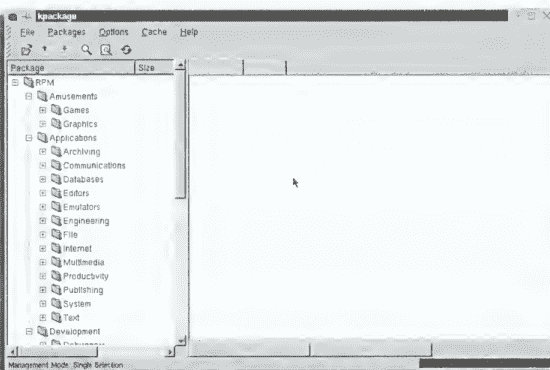 kpackage
File Packages Options Cache Help
Package Size
RPM
Amusements
Games
Graphics
Applications
Archiving
Communications
Databases
Editors
Emulators
Engineering
File
Internet
Multimedia
Productivity
Publishing
System
Text
Development
Debuggers
Management Mode: Single Selection